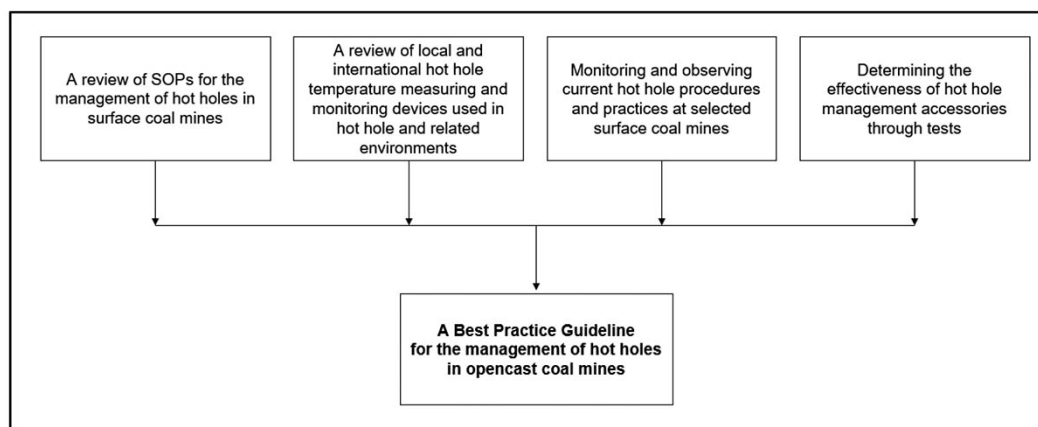 A review of SOPs for the
management of hot holes in
surface coal mines
A review of local and
international hot hole
temperature measuring and
monitoring devices used in
hot hole and related
environments
Monitoring and observing
current hot hole procedures
and practices at selected
surface coal mines
Determining the
effectiveness of hot hole
management accessories
through tests
A Best Practice Guideline
for the management of hot holes
in opencast coal mines